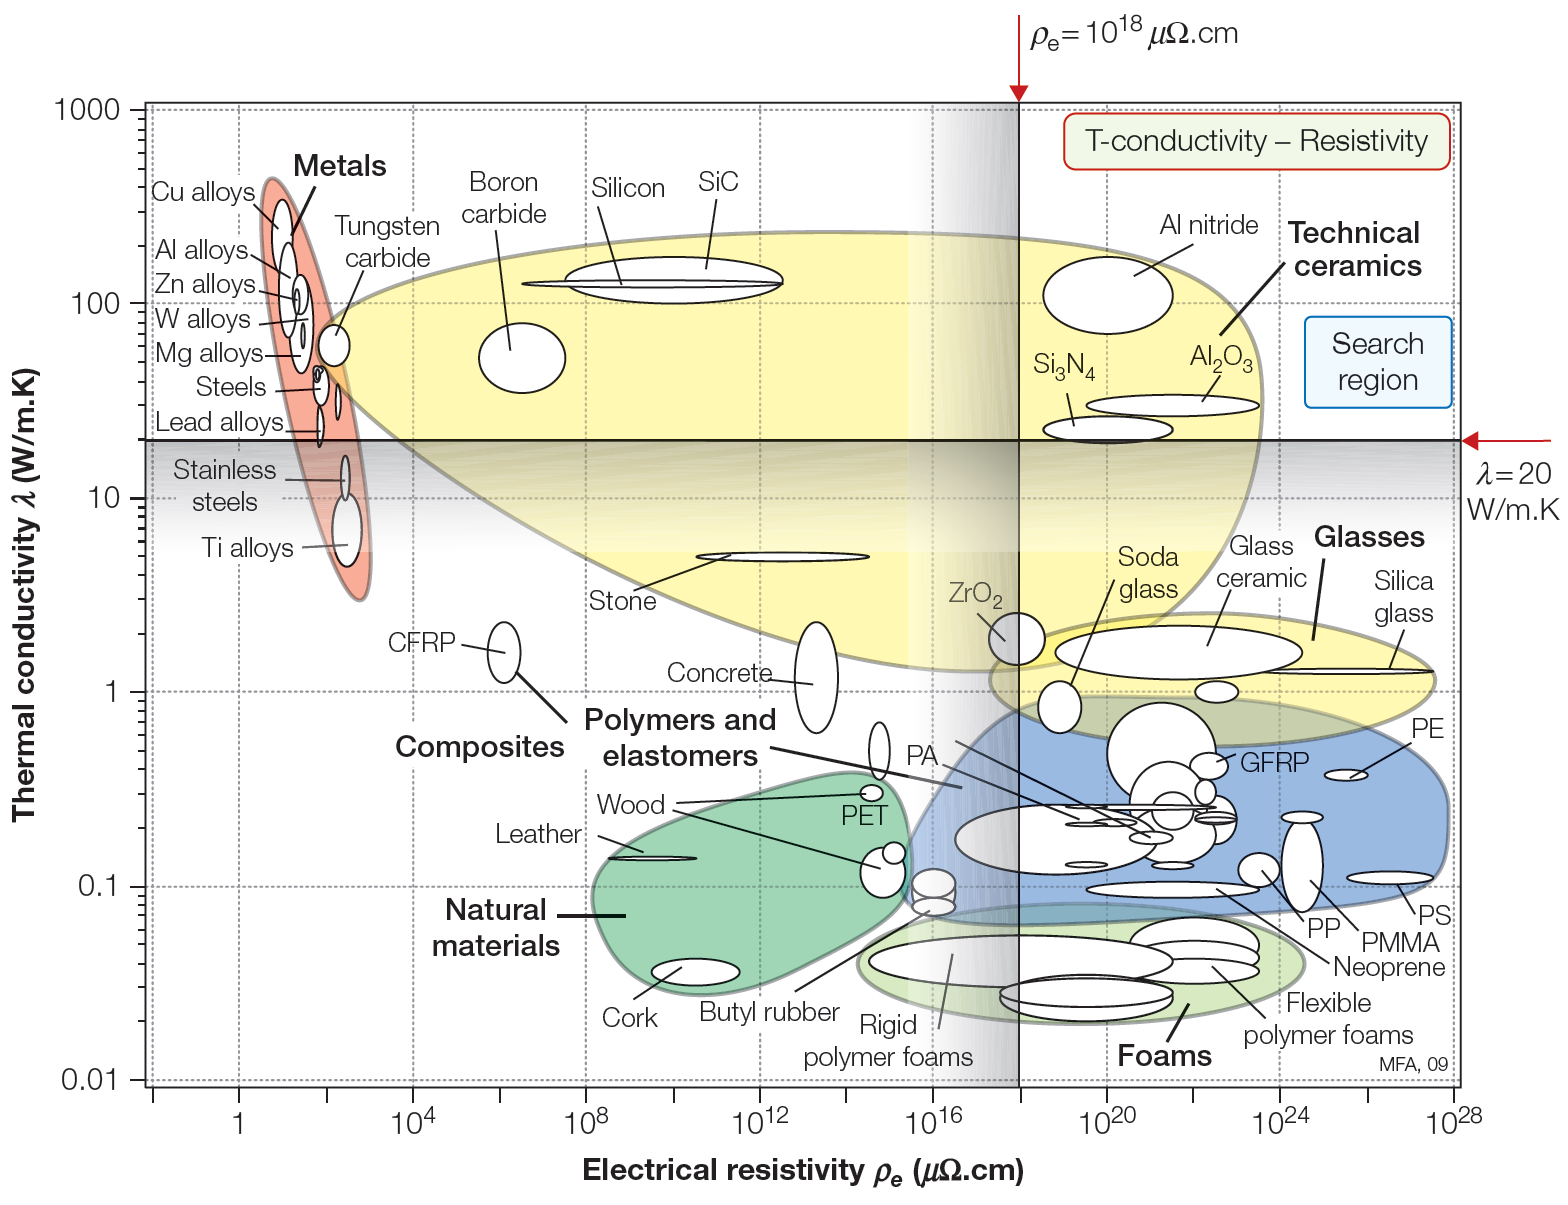 ρe = 10^18 μΩ.cm
1000
T-conductivity – Resistivity
Metals
Cu alloys
Boron
carbide
Silicon
SiC
Tungsten
carbide
Al nitride
Technical
ceramics
Al alloys
Zn alloys
100
W alloys
Mg alloys
Search
region
Si3N4
Al2O3
Steels
Lead alloys
λ = 20
W/m.K
Stainless
steels
10
Ti alloys
Glasses
Soda
glass
Glass
ceramic
Silica
glass
Stone
ZrO2
CFRP
Concrete
1
Composites
Polymers and
elastomers
PA
PE
GFRP
Wood
PET
Leather
0.1
Natural
materials
PS
PP
PMMA
Neoprene
Cork
Butyl rubber
Rigid
polymer foams
Flexible
polymer foams
Foams
MFA, 09
0.01
Thermal conductivity λ (W/m.K)
1 10^4 10^8 10^12 10^16 10^20 10^24 10^28
Electrical resistivity ρe (μΩ.cm)